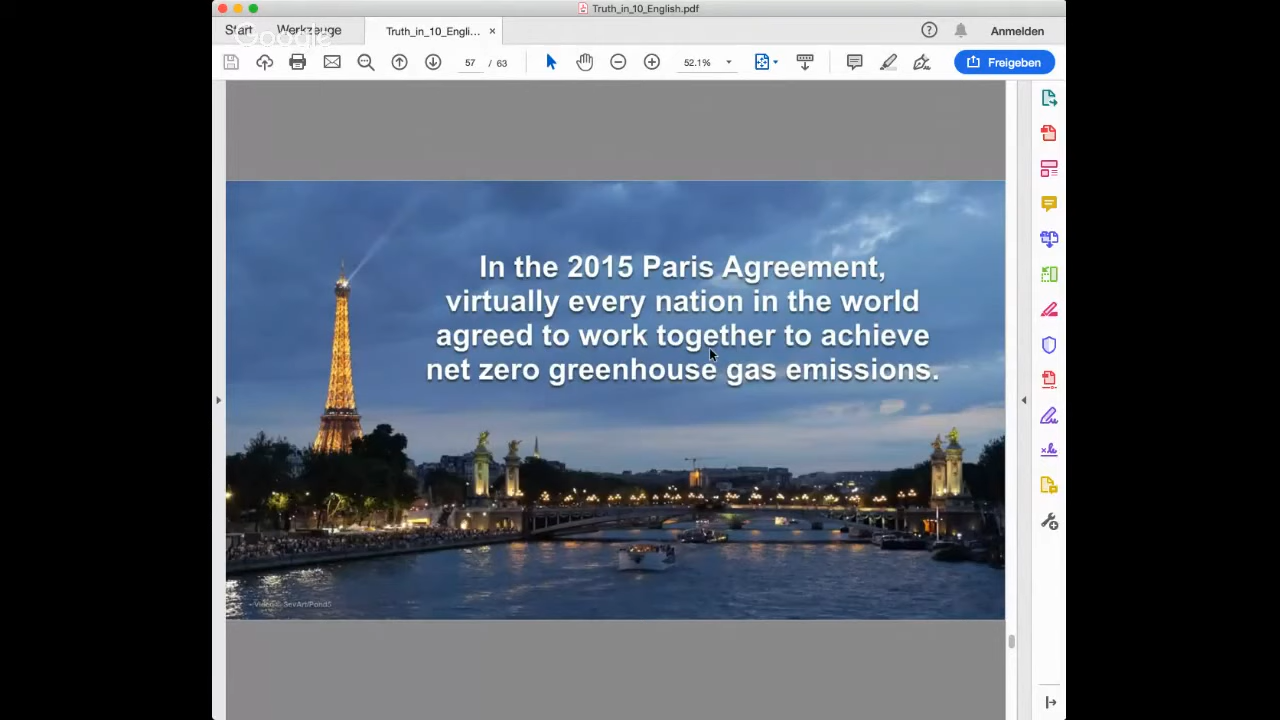 Truth_in_10_English.pdf
Start
Werkzeuge
Truth_in_10_Engli... ×
Anmelden
Google
57 / 63
52.1%
Freigeben
In the 2015 Paris Agreement,
virtually every nation in the world
agreed to work together to achieve
net zero greenhouse gas emissions.